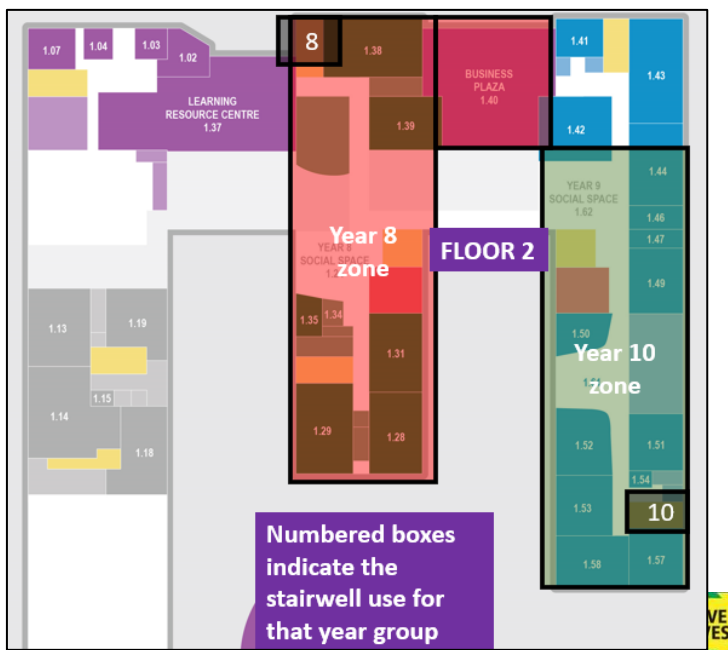 1.07
1.04
1.03
1.02
8
1.38
BUSINESS
PLAZA
1.40
1.41
1.43
LEARNING
RESOURCE CENTRE
1.37
1.39
1.42
1.44
YEAR 9
SOCIAL SPACE
1.62
1.46
1.47
Year 8
zone
YEAR 8
SOCIAL SPACE
FLOOR 2
1.49
1.13
1.19
1.35
1.34
1.50
1.31
Year 10
zone
1.15
1.14
1.18
1.29
1.28
1.52
1.51
1.54
1.53
10
1.58
1.57
Numbered boxes
indicate the
stairwell use for
that year group